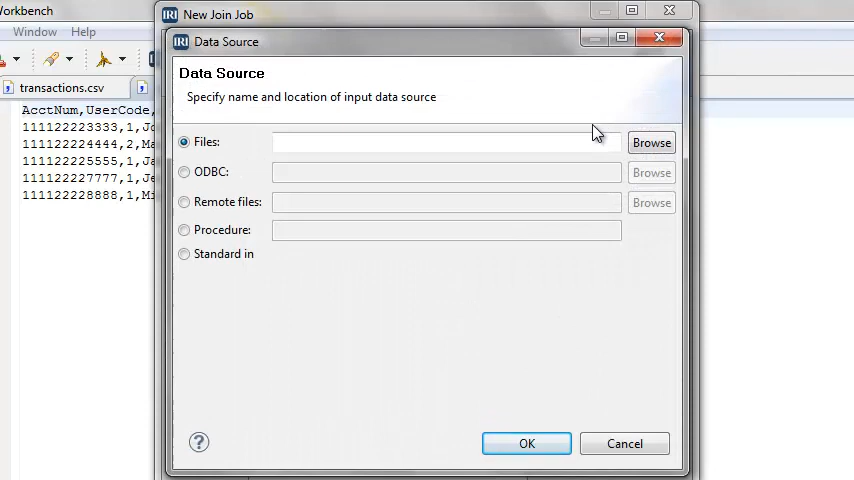 Workbench
New Join Job
Window Help
IRI Data Source
transactions.csv
Data Source
Specify name and location of input data source
AcctNum,UserCode,
111122223333,1,Jo
111122224444,2,Ma
111122225555,1,Ja
111122227777,1,Je
111122228888,1,Mi
Files:
Browse
ODBC:
Browse
Remote files:
Browse
Procedure:
Standard in
?
OK
Cancel